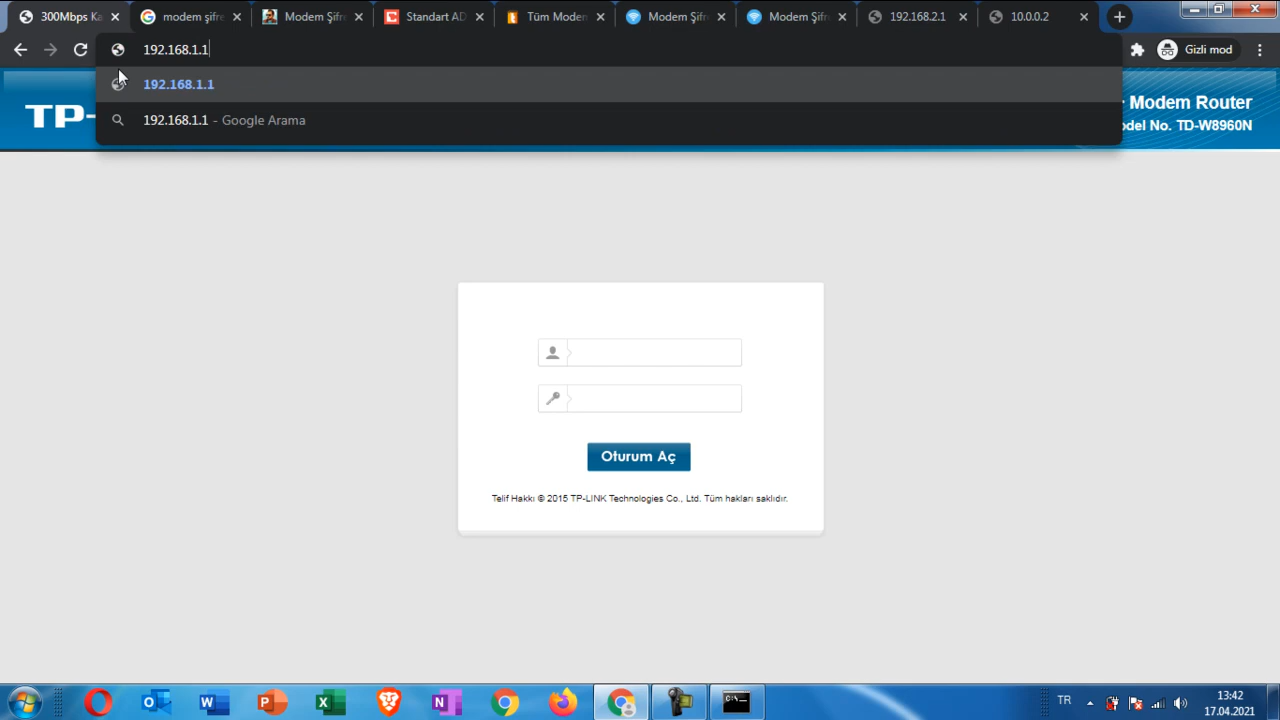 300Mbps Ka
modem şifre
Modem Şifre
Standart AD
Tüm Moden
Modem Şifr
Modem Şifr
192.168.2.1
10.0.0.2
192.168.1.1
Gizli mod
192.168.1.1
192.168.1.1 - Google Arama
TP-
Modem Router
del No. TD-W8960N
Oturum Aç
Telif Hakkı © 2015 TP-LINK Technologies Co., Ltd. Tüm hakları saklıdır.
TR
13:42
17.04.2021